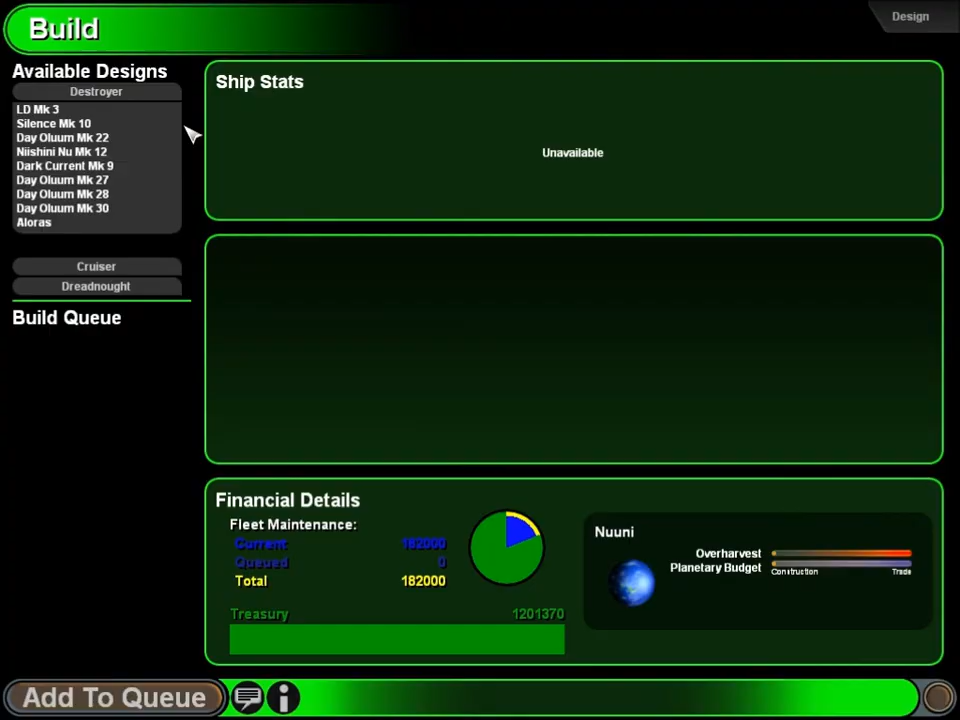 Build
Design
Available Designs
Destroyer
LD Mk 3
Silence Mk 10
Day Oluum Mk 22
Niishini Nu Mk 12
Dark Current Mk 9
Day Oluum Mk 27
Day Oluum Mk 28
Day Oluum Mk 30
Aloras
Cruiser
Dreadnought
Build Queue
Ship Stats
Unavailable
Financial Details
Fleet Maintenance:
Current 182000
Queued 0
Total 182000
Treasury 1201370
Nuuni
Overharvest
Planetary Budget
Construction Trade
Add To Queue